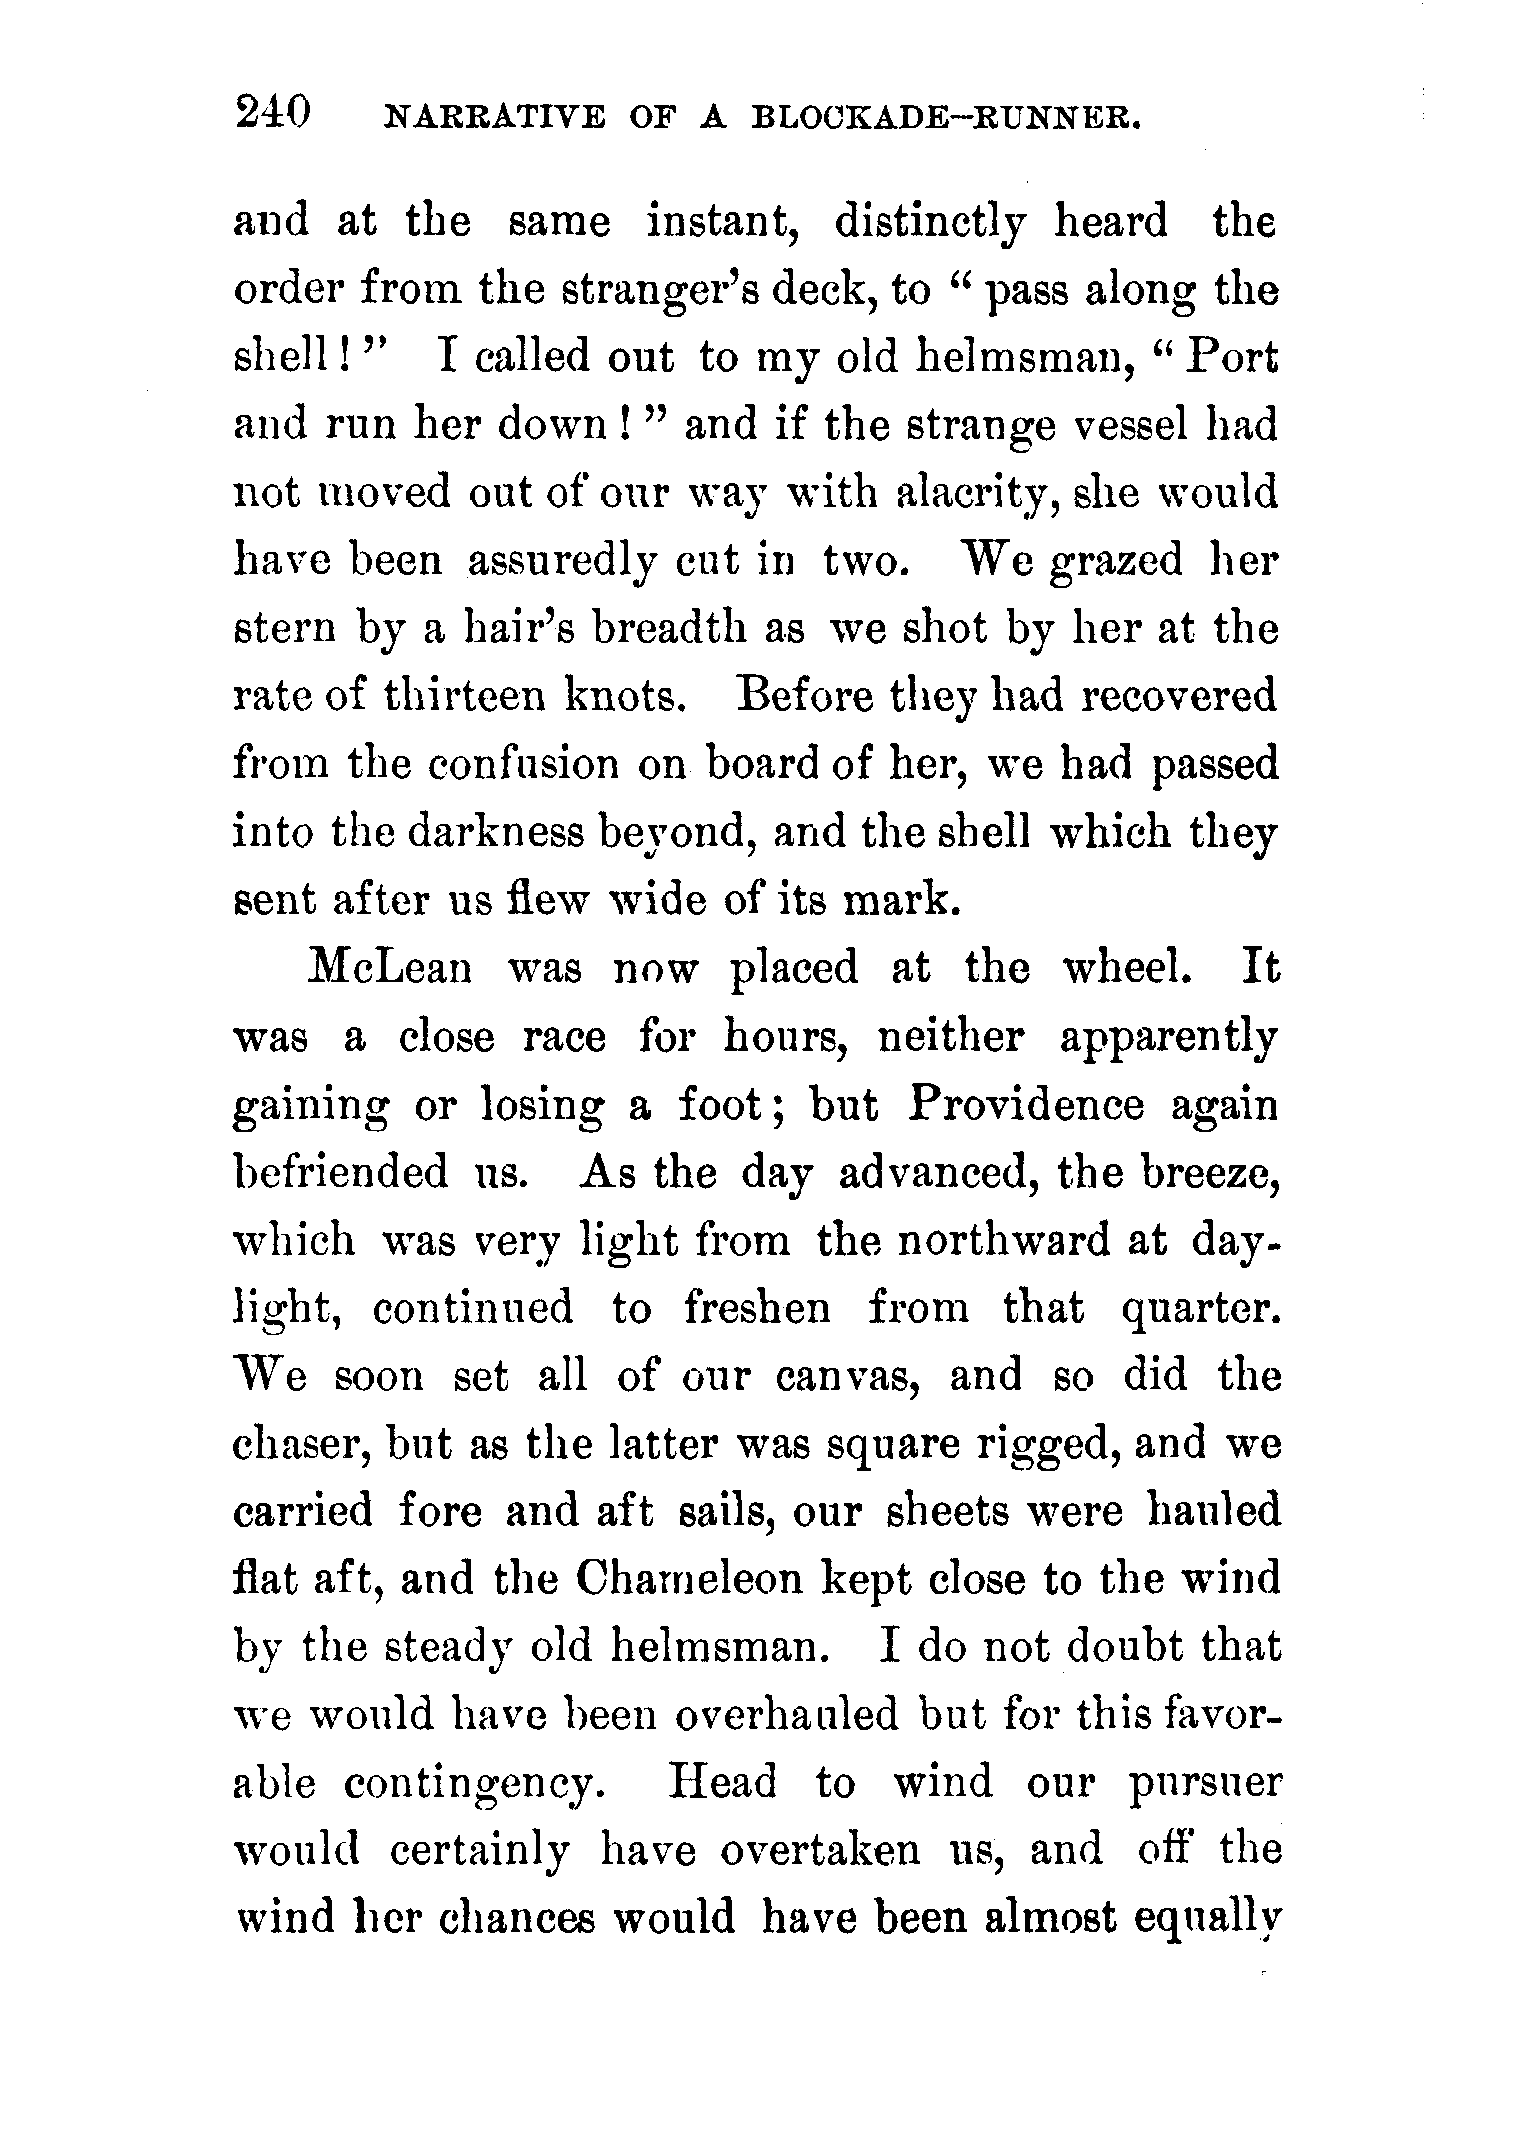 240 NARRATIVE OF A BLOCKADE-RUNNER.
and at the same instant, distinctly heard the
order from the stranger's deck, to “ pass along the
shell ! ” I called out to my old helmsman, “ Port
and run her down ! ” and if the strange vessel had
not moved out of our way with alacrity, she would
have been assuredly cut in two. We grazed her
stern by a hair's breadth as we shot by her at the
rate of thirteen knots. Before they had recovered
from the confusion on board of her, we had passed
into the darkness beyond, and the shell which they
sent after us flew wide of its mark.
McLean was now placed at the wheel. It
was a close race for hours, neither apparently
gaining or losing a foot; but Providence again
befriended us. As the day advanced, the breeze,
which was very light from the northward at day-
light, continued to freshen from that quarter.
We soon set all of our canvas, and so did the
chaser, but as the latter was square rigged, and we
carried fore and aft sails, our sheets were hauled
flat aft, and the Chameleon kept close to the wind
by the steady old helmsman. I do not doubt that
we would have been overhauled but for this favor-
able contingency. Head to wind our pursuer
would certainly have overtaken us, and off the
wind her chances would have been almost equally